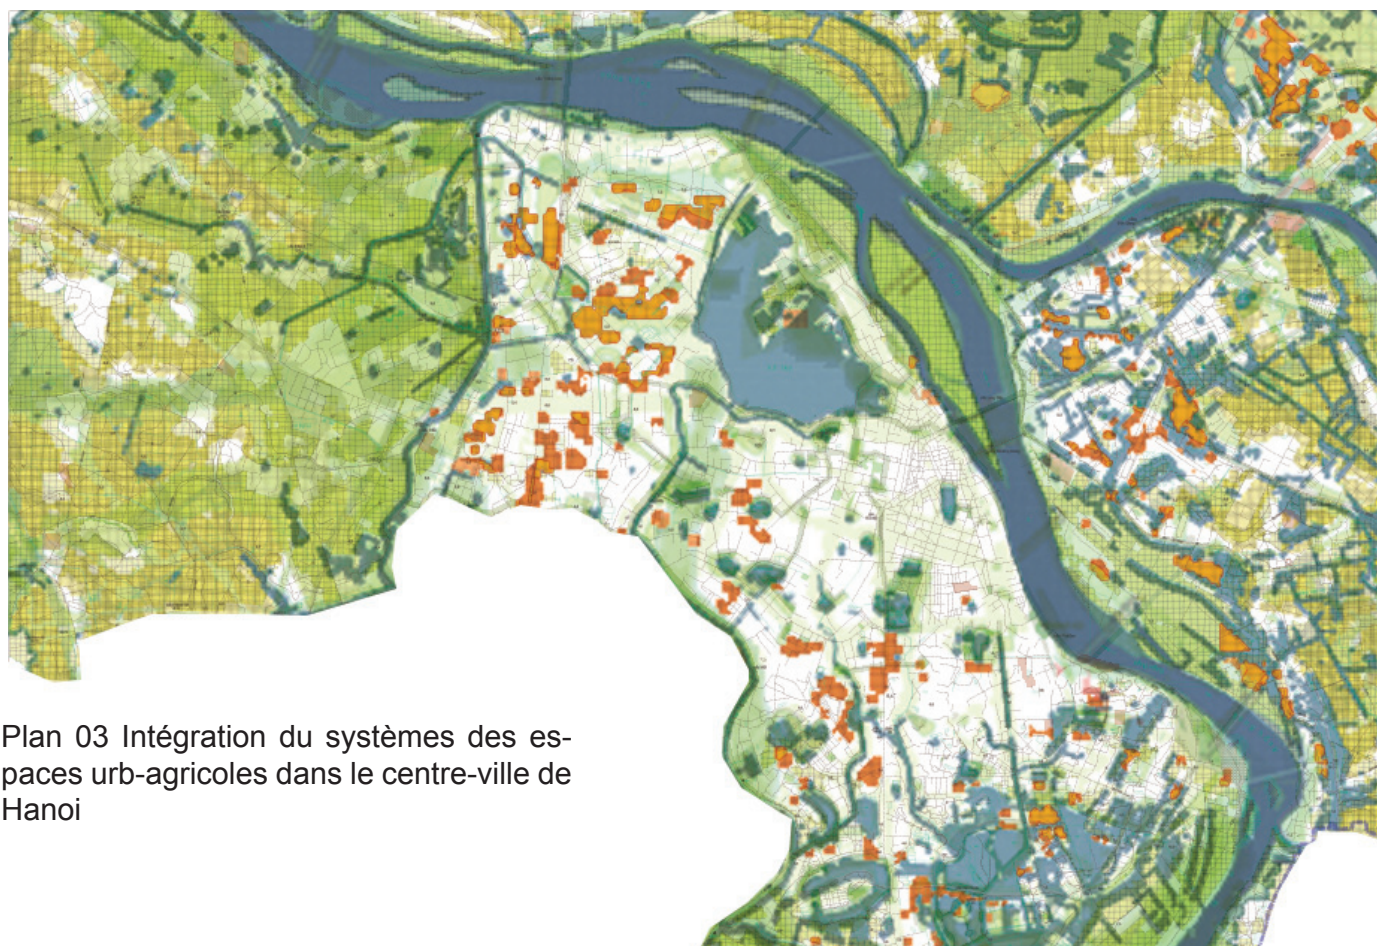 Plan 03 Intégration du systèmes des es-
paces urb-agricoles dans le centre-ville de
Hanoi